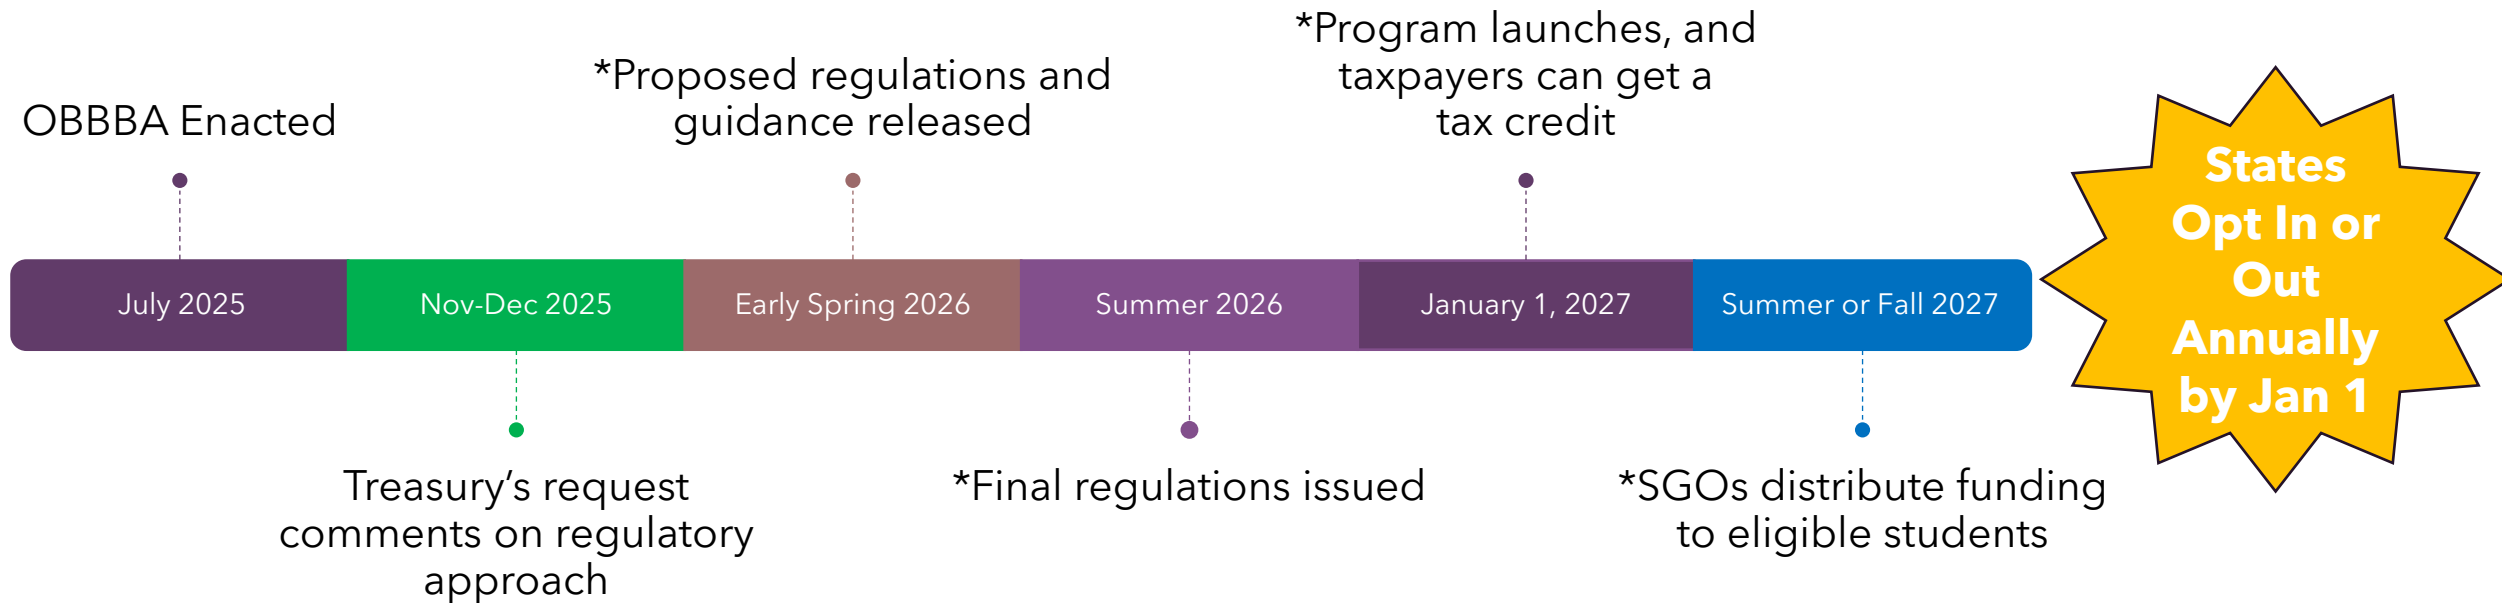 OBBBA Enacted
*Proposed regulations and
guidance released
*Program launches, and
taxpayers can get a
tax credit
July 2025
Nov-Dec 2025
Early Spring 2026
Summer 2026
January 1, 2027
Summer or Fall 2027
Treasury's request
comments on regulatory
approach
*Final regulations issued
*SGOs distribute funding
to eligible students
States
Opt In or
Out
Annually
by Jan 1